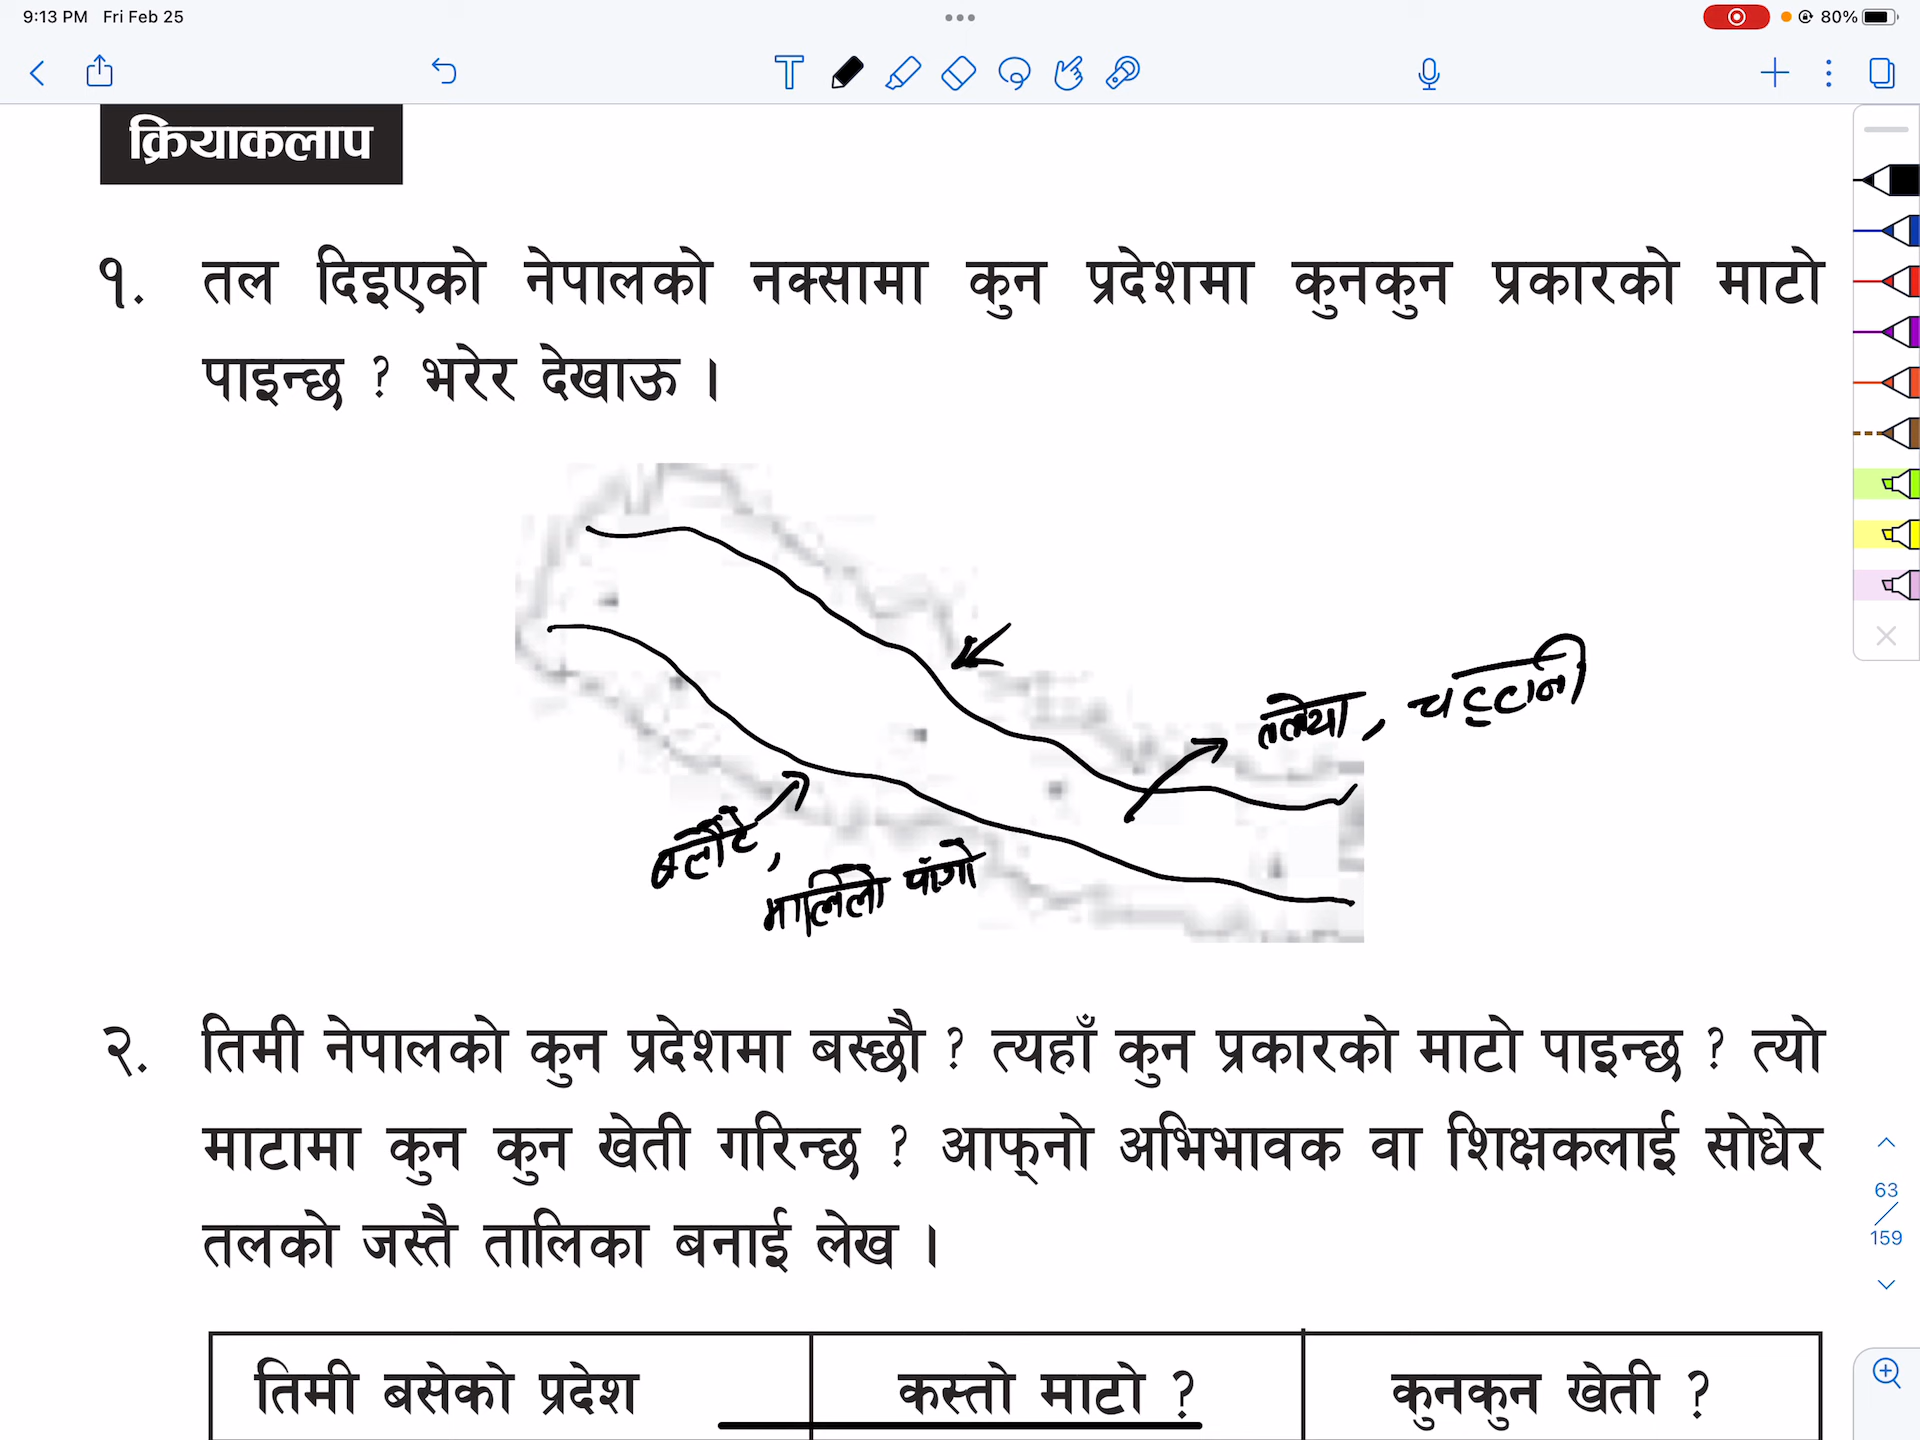 9:13 PM Fri Feb 25
80%
क्रियाकलाप
१. तल दिइएको नेपालको नक्सामा कुन प्रदेशमा कुनकुन प्रकारको माटो
पाइन्छ ? भरेर देखाऊ ।
चट्टानी
बलौटे,
मलिलो पाँगो
२. तिमी नेपालको कुन प्रदेशमा बस्छौ ? त्यहाँ कुन प्रकारको माटो पाइन्छ ? त्यो
माटामा कुन कुन खेती गरिन्छ ? आफ्‍नो अभिभावक वा शिक्षकलाई सोधेर
तलको जस्तै तालिका बनाई लेख ।
63
159
तिमी बसेको प्रदेश कस्तो माटो ? कुनकुन खेती ?